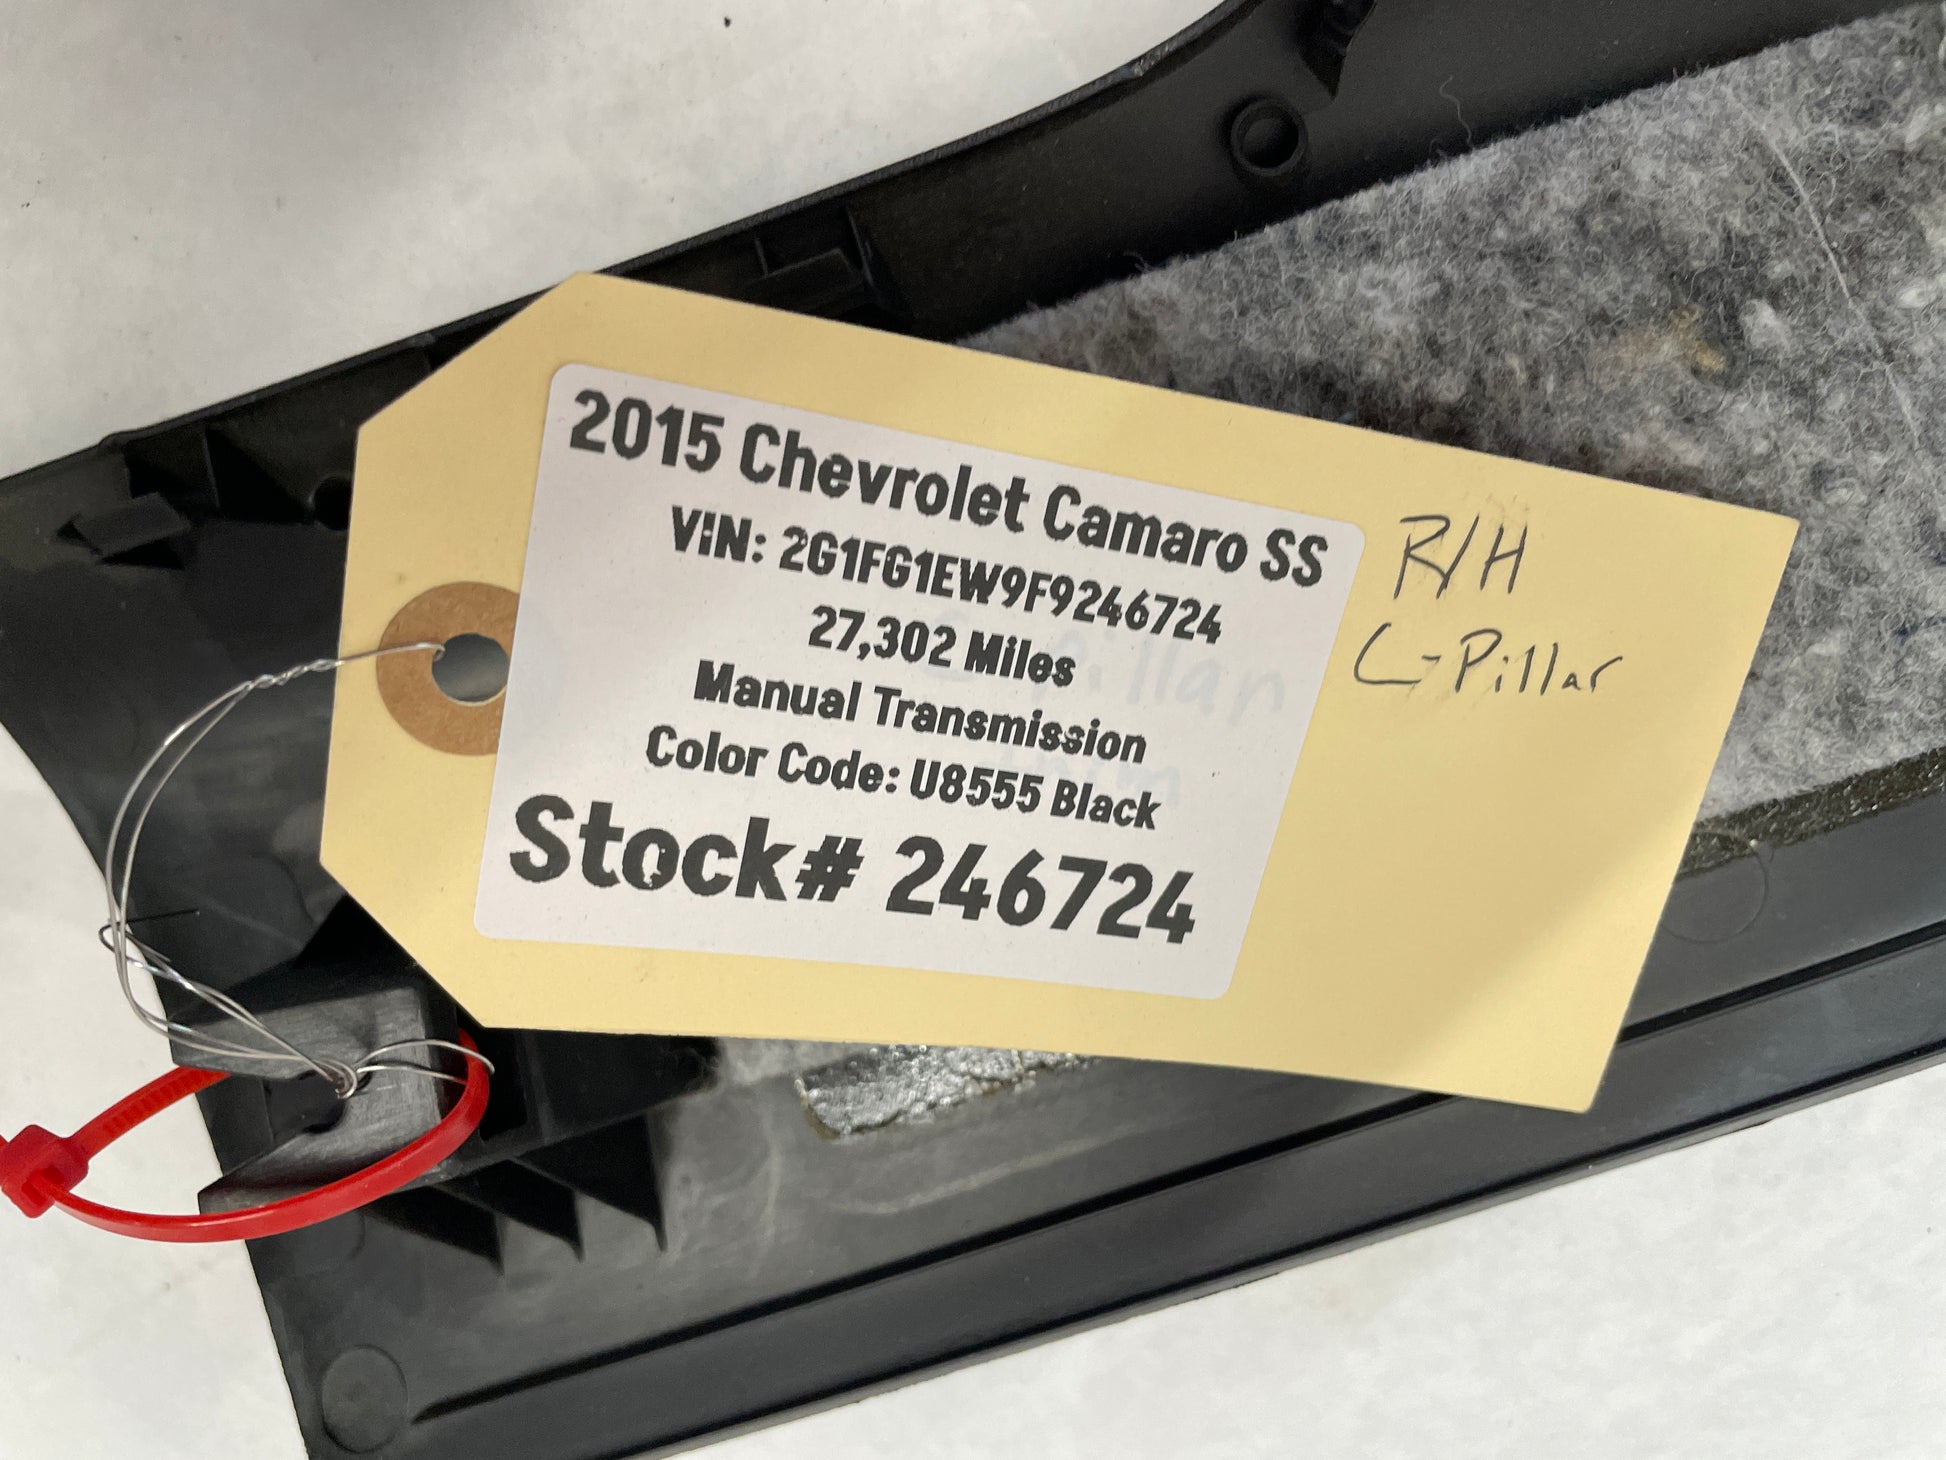 2015 Chevrolet Camaro SS
VIN: 2G1FG1EW9F9246724
27,302 Miles
Manual Transmission
Color Code: U8555 Black
Stock# 246724
R/H
C-Pillar